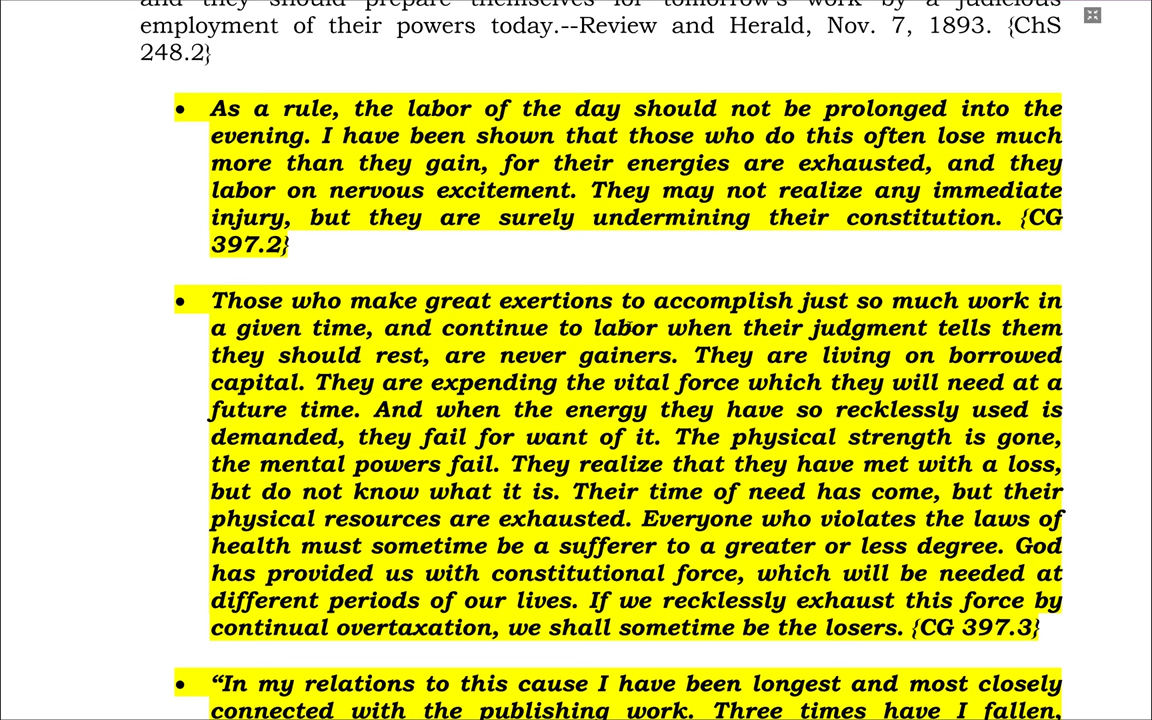 and they should prepare themselves for tomorrow's work by a judicious
employment of their powers today.--Review and Herald, Nov. 7, 1893. {ChS
248.2}
• As a rule, the labor of the day should not be prolonged into the
evening. I have been shown that those who do this often lose much
more than they gain, for their energies are exhausted, and they
labor on nervous excitement. They may not realize any immediate
injury, but they are surely undermining their constitution. {CG
397.2}
• Those who make great exertions to accomplish just so much work in
a given time, and continue to labor when their judgment tells them
they should rest, are never gainers. They are living on borrowed
capital. They are expending the vital force which they will need at a
future time. And when the energy they have so recklessly used is
demanded, they fail for want of it. The physical strength is gone,
the mental powers fail. They realize that they have met with a loss,
but do not know what it is. Their time of need has come, but their
physical resources are exhausted. Everyone who violates the laws of
health must sometime be a sufferer to a greater or less degree. God
has provided us with constitutional force, which will be needed at
different periods of our lives. If we recklessly exhaust this force by
continual overtaxation, we shall sometime be the losers. {CG 397.3}
• “In my relations to this cause I have been longest and most closely
connected with the publishing work. Three times have I fallen,